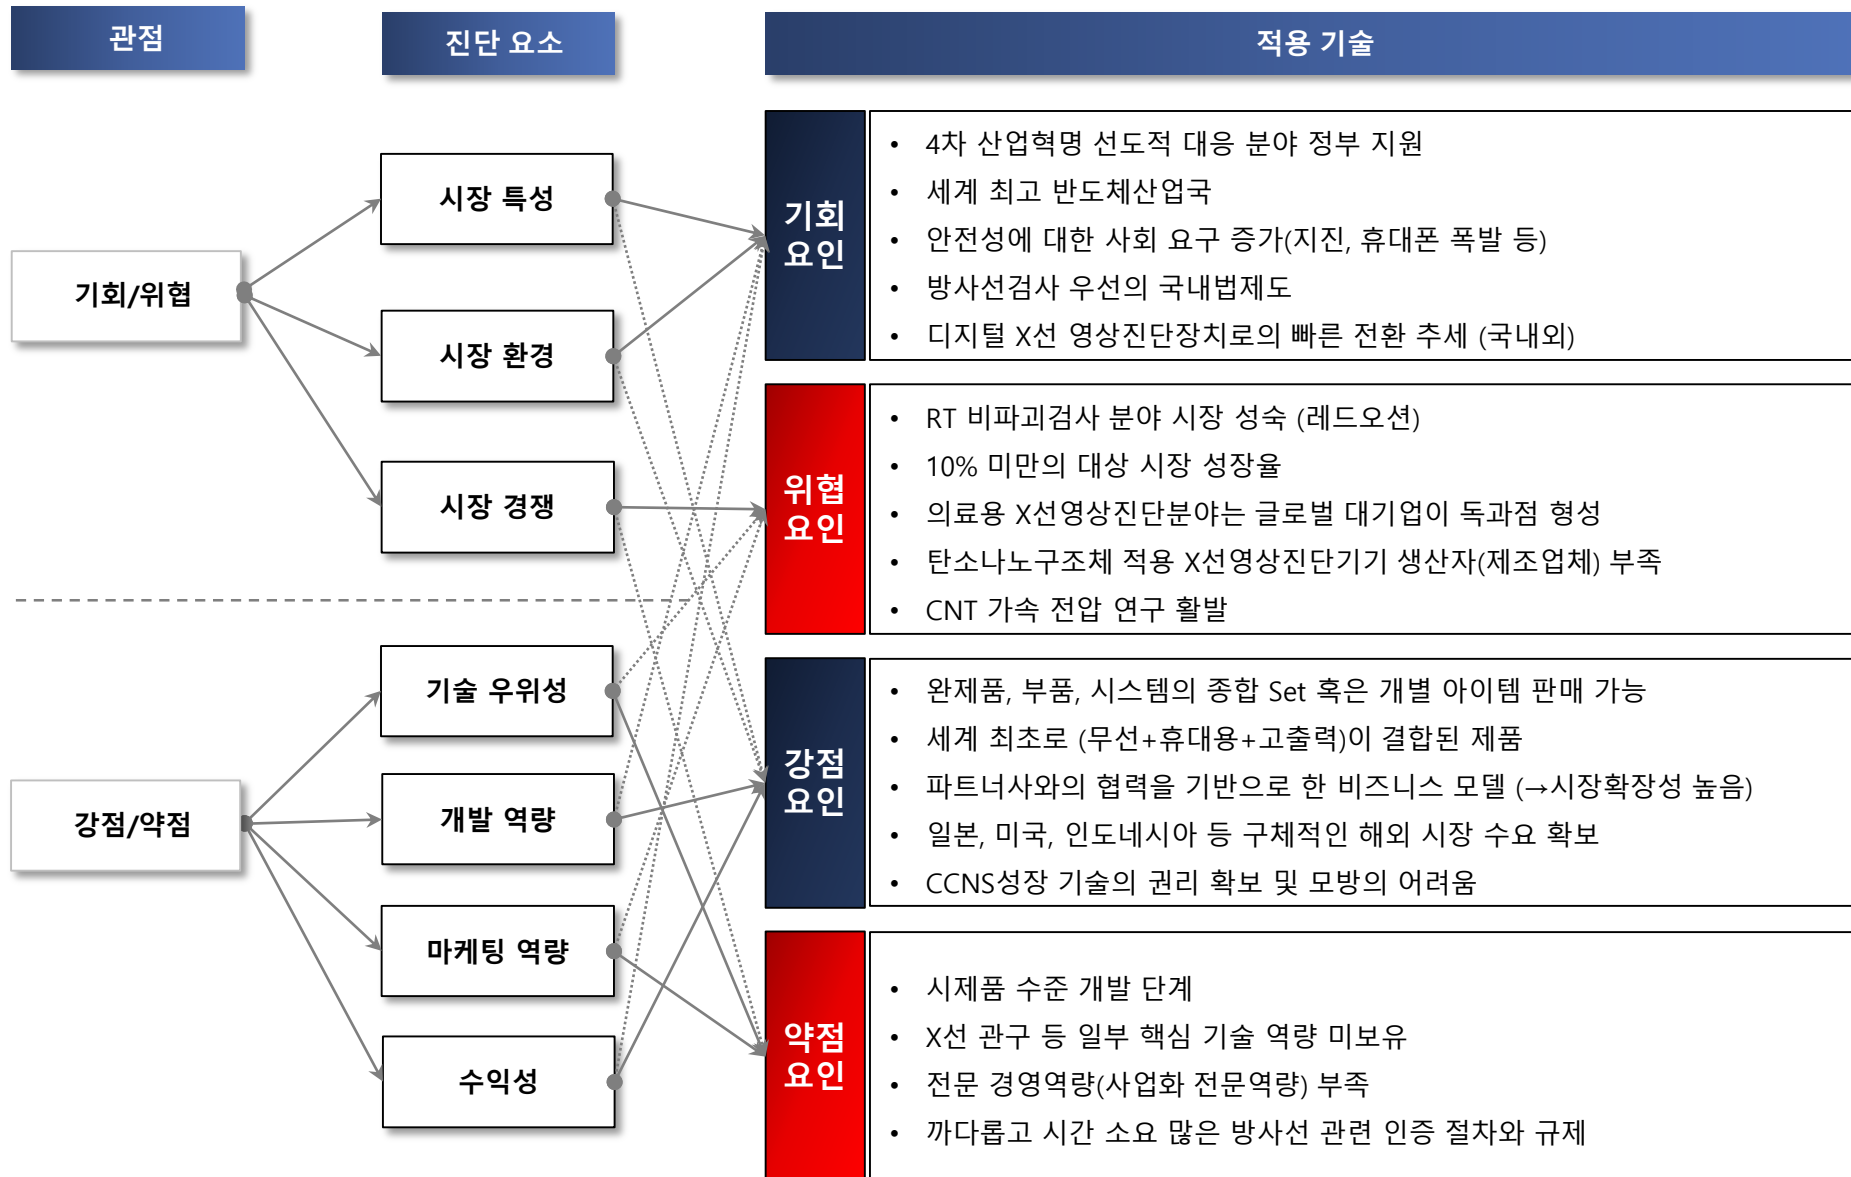 관점
진단 요소
적용 기술
기회/위협
시장 특성
시장 환경
시장 경쟁
강점/약점
기술 우위성
개발 역량
마케팅 역량
수익성
기회
요인
• 4차 산업혁명 선도적 대응 분야 정부 지원
• 세계 최고 반도체산업국
• 안전성에 대한 사회 요구 증가(지진, 휴대폰 폭발 등)
• 방사선검사 우선의 국내법제도
• 디지털 X선 영상진단장치로의 빠른 전환 추세 (국내외)
위협
요인
• RT 비파괴검사 분야 시장 성숙 (레드오션)
• 10% 미만의 대상 시장 성장율
• 의료용 X선영상진단분야는 글로벌 대기업이 독과점 형성
• 탄소나노구조체 적용 X선영상진단기기 생산자(제조업체) 부족
• CNT 가속 전압 연구 활발
강점
요인
• 완제품, 부품, 시스템의 종합 Set 혹은 개별 아이템 판매 가능
• 세계 최초로 (무선+휴대용+고출력)이 결합된 제품
• 파트너사와의 협력을 기반으로 한 비즈니스 모델 (→시장확장성 높음)
• 일본, 미국, 인도네시아 등 구체적인 해외 시장 수요 확보
• CCNS성장 기술의 권리 확보 및 모방의 어려움
약점
요인
• 시제품 수준 개발 단계
• X선 관구 등 일부 핵심 기술 역량 미보유
• 전문 경영역량(사업화 전문역량) 부족
• 까다롭고 시간 소요 많은 방사선 관련 인증 절차와 규제